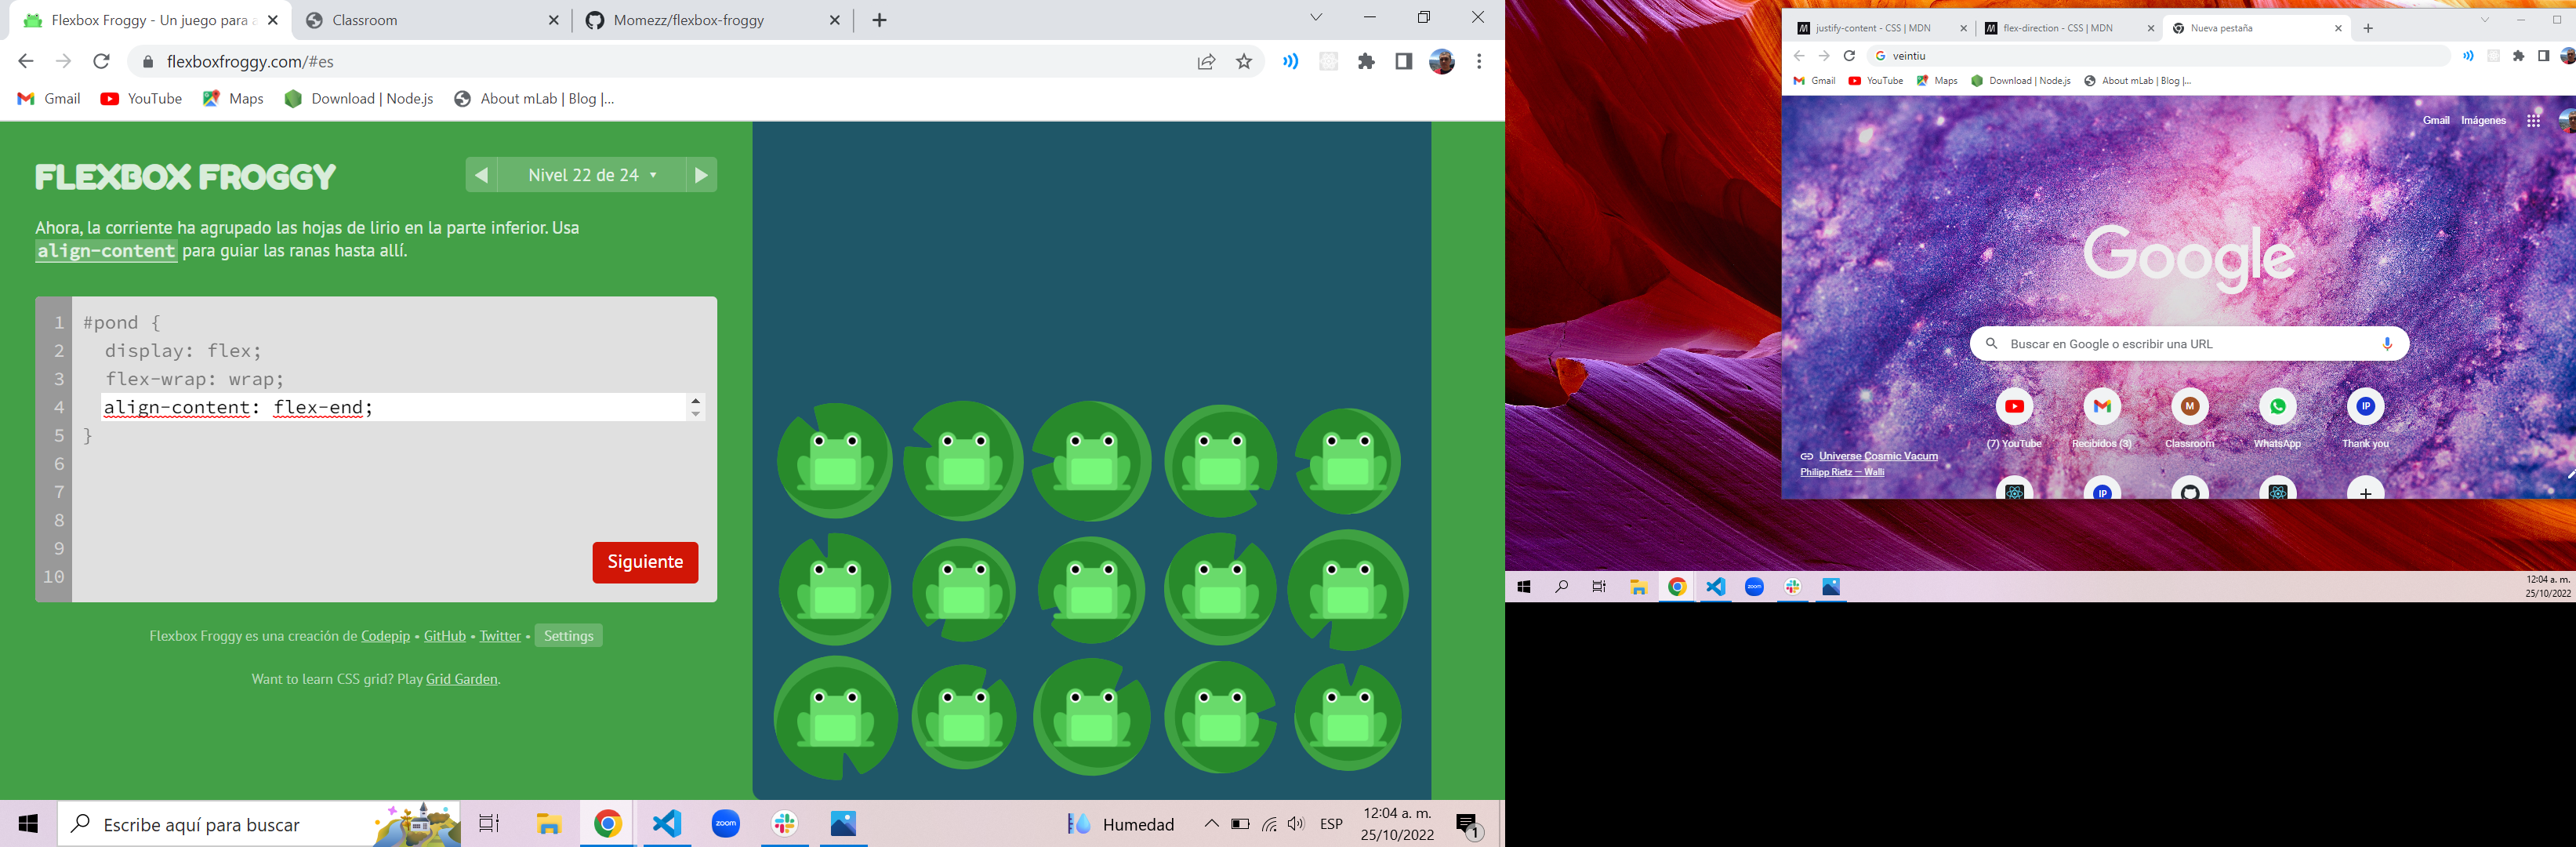 Flexbox Froggy - Un juego para a
Classroom
Momezz/flexbox-froggy
flexboxfroggy.com/#es
Gmail
YouTube
Maps
Download | Node.js
About mLab | Blog |...
FLEXBOX FROGGY
Nivel 22 de 24
Ahora, la corriente ha agrupado las hojas de lirio en la parte inferior. Usa
align-content para guiar las ranas hasta allí.
1 #pond {
2 display: flex;
3 flex-wrap: wrap;
4 align-content: flex-end;
5 }
6
7
8
9
10
Siguiente
Flexbox Froggy es una creación de Codepip • GitHub • Twitter • Settings
Want to learn CSS grid? Play Grid Garden.
Escribe aquí para buscar
zoom
Humedad
ESP
12:04 a. m.
25/10/2022
1
justify-content - CSS | MDN
flex-direction - CSS | MDN
Nueva pestaña
veintiu
Gmail
YouTube
Maps
Download | Node.js
About mLab | Blog |...
Gmail Imágenes
Google
Buscar en Google o escribir una URL
M
IP
(7) YouTube
Recibidos (3)
Classroom
WhatsApp
Thank you
IP
Universe Cosmic Vacum
Philipp Rietz — Walli
zoom
12:04 a. m.
25/10/2022